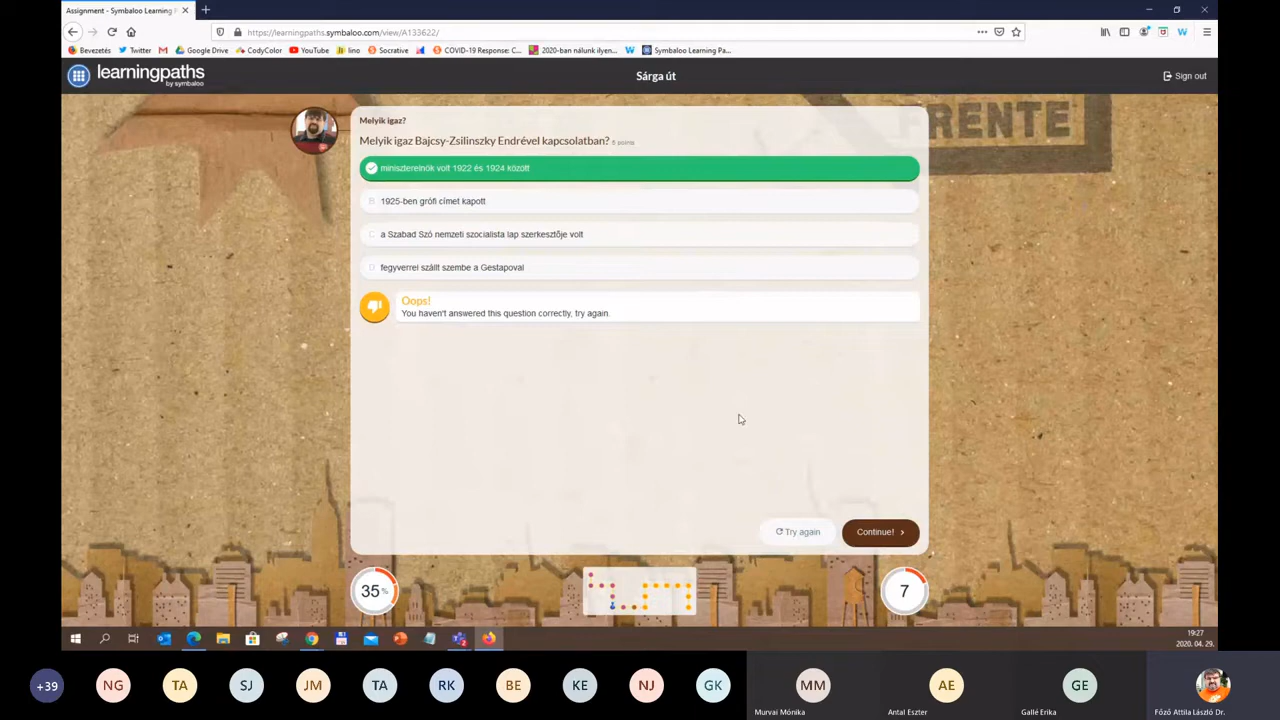 Assignment - Symbaloo Learning P
https://learningpaths.symbaloo.com/view/A133622/
Bevezetés
Twitter
Google Drive
CodyColor
YouTube
lino
Socrative
COVID-19 Response: C...
2020-ban nálunk ilyen...
Symbaloo Learning Pa...
learningpaths
by symbaloo
Sárga út
Sign out
FRENTE
Melyik igaz?
Melyik igaz Bajcsy-Zsilinszky Endrével kapcsolatban? 5 points
miniszterelnök volt 1922 és 1924 között
B 1925-ben grófi címet kapott
C a Szabad Szó nemzeti szocialista lap szerkesztője volt
D fegyverrel szállt szembe a Gestapoval
Oops!
You haven't answered this question correctly, try again.
Try again
Continue!
35 %
7
19:27
2020. 04. 29.
+39
NG
TA
SJ
JM
TA
RK
BE
KE
NJ
GK
MM
AE
GE
Murvai Mónika
Antal Eszter
Gallé Erika
Főző Attila László Dr.